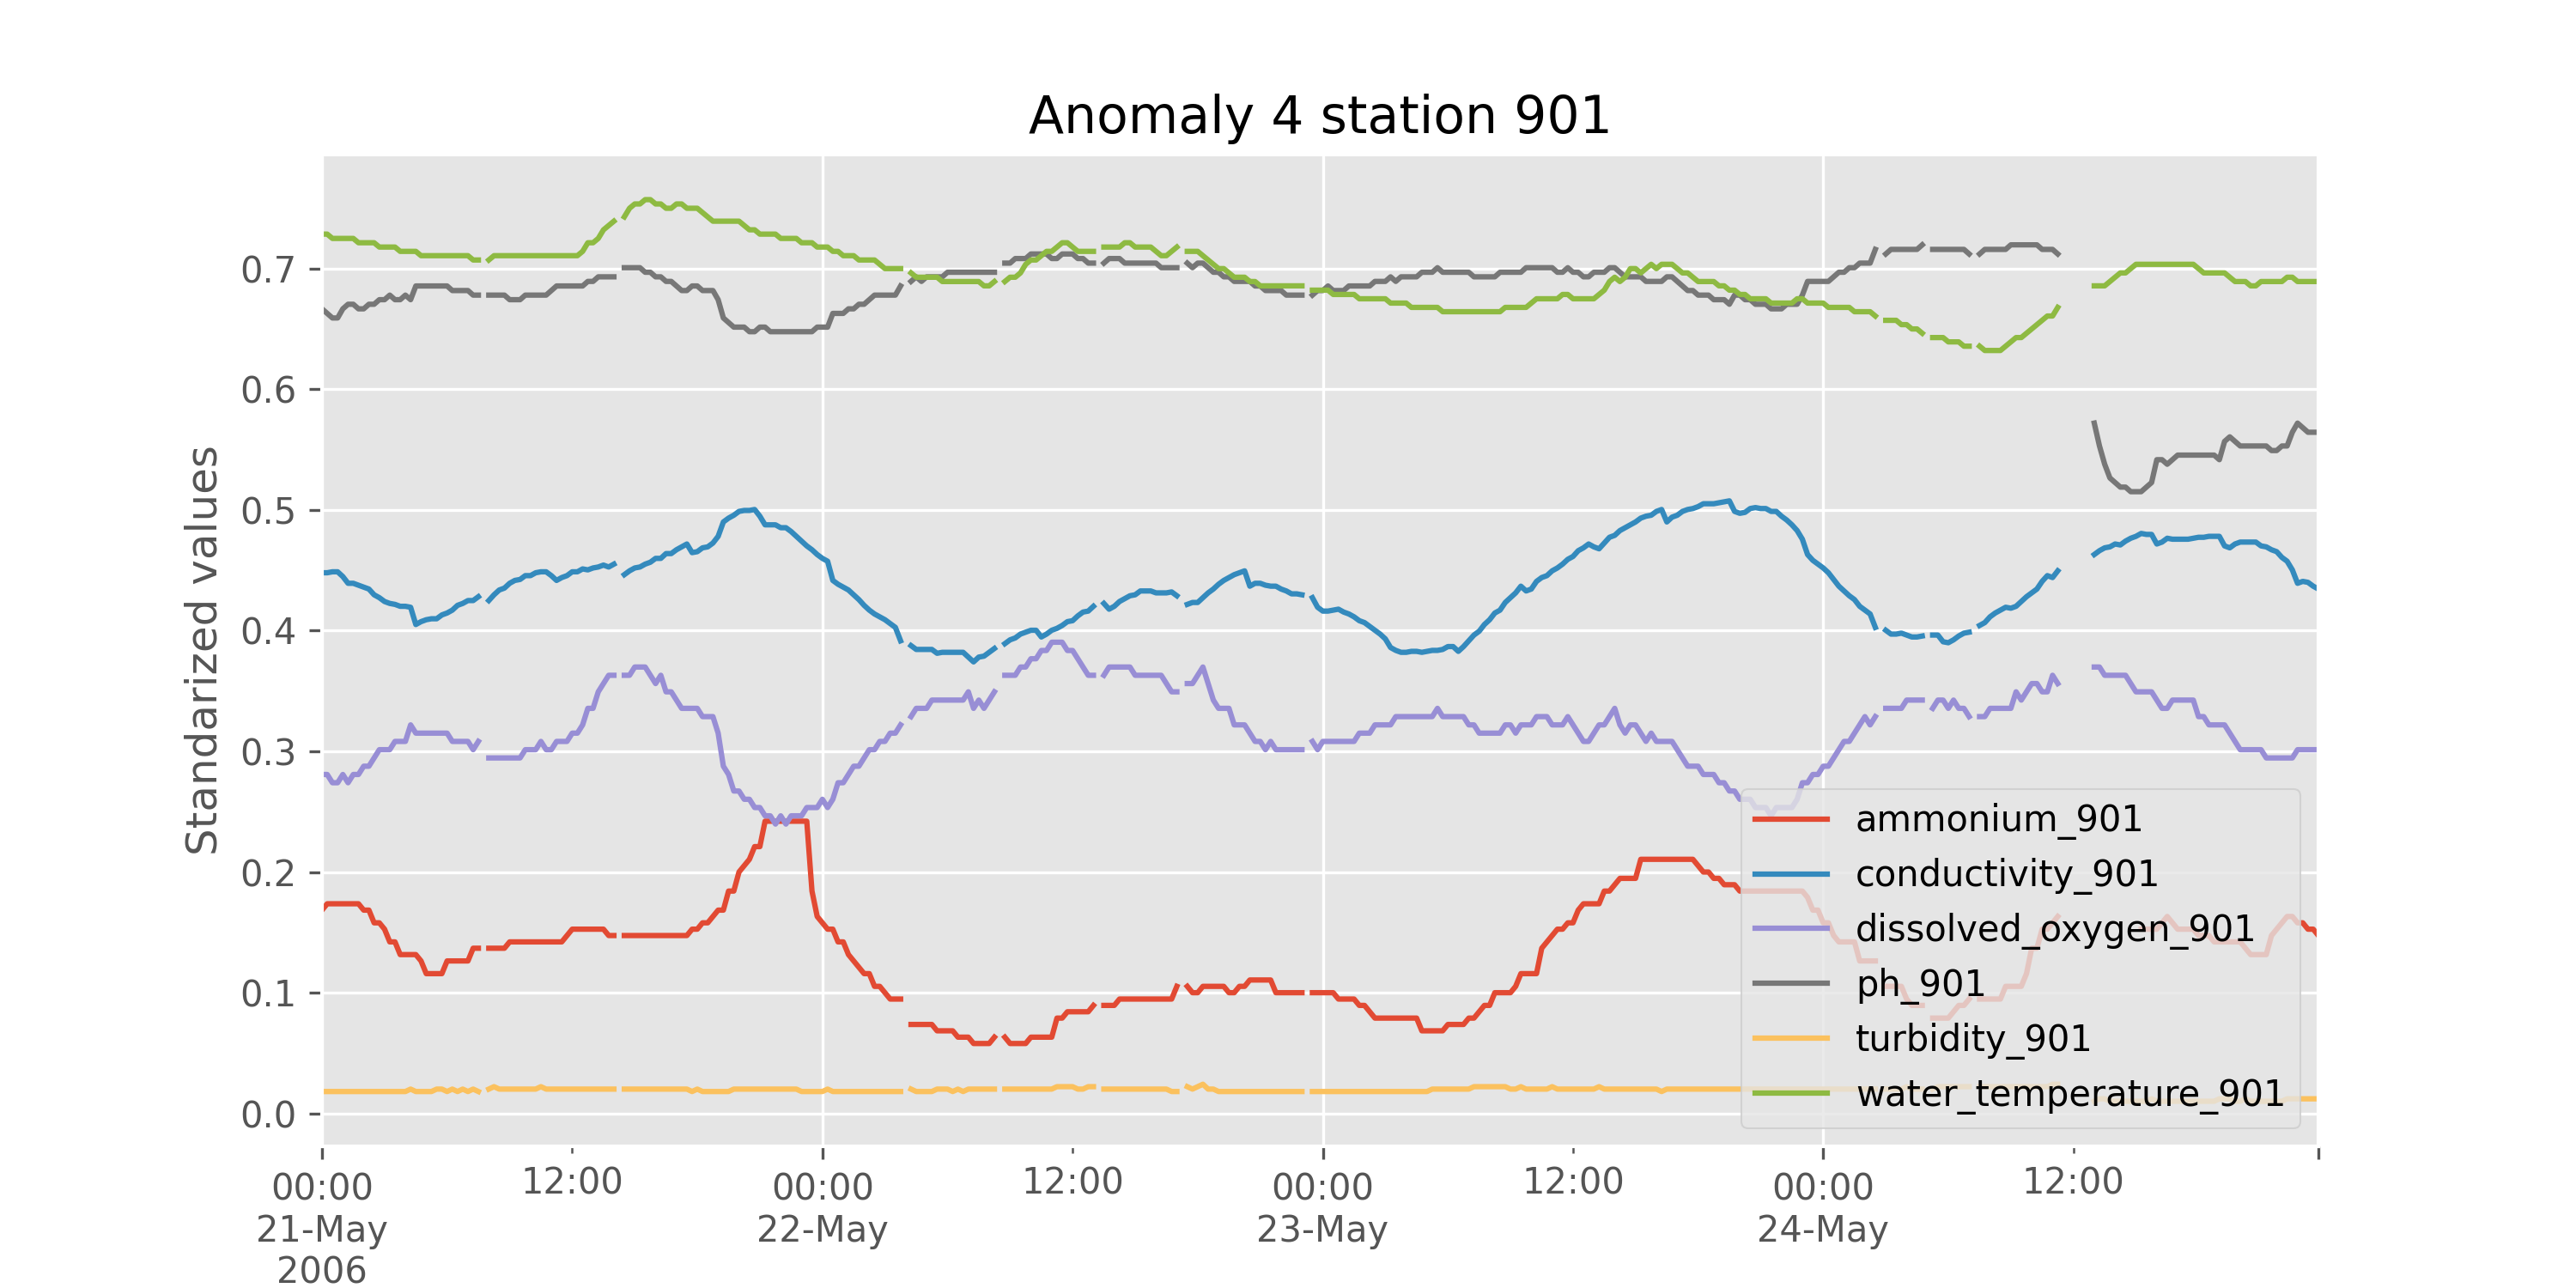 Anomaly 4 station 901
Standarized values
0.7
0.6
0.5
0.4
0.3
0.2
0.1
0.0
ammonium_901
conductivity_901
dissolved_oxygen_901
ph_901
turbidity_901
water_temperature_901
00:00 12:00 00:00 12:00 00:00 12:00 00:00 12:00
21-May 22-May 23-May 24-May
2006